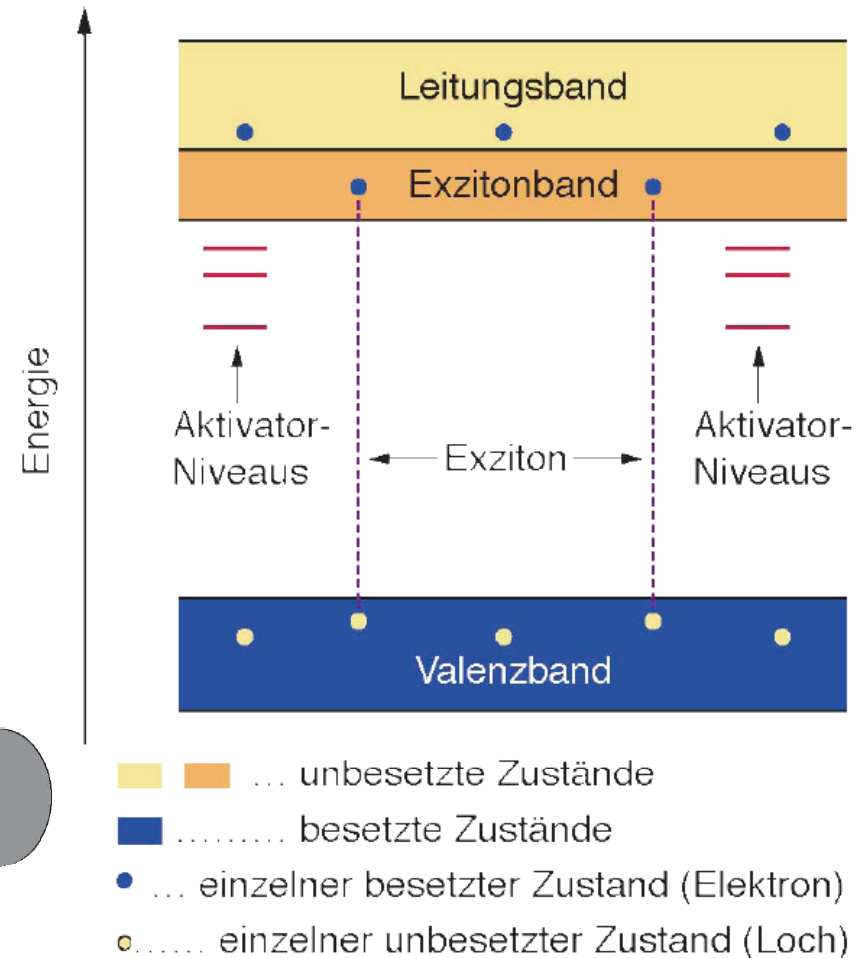 Leitungsband
Exzitonband
Energie
Aktivator-
Niveaus
Exziton
Aktivator-
Niveaus
Valenzband
... unbesetzte Zustände
......... besetzte Zustände
... einzelner besetzter Zustand (Elektron)
...... einzelner unbesetzter Zustand (Loch)